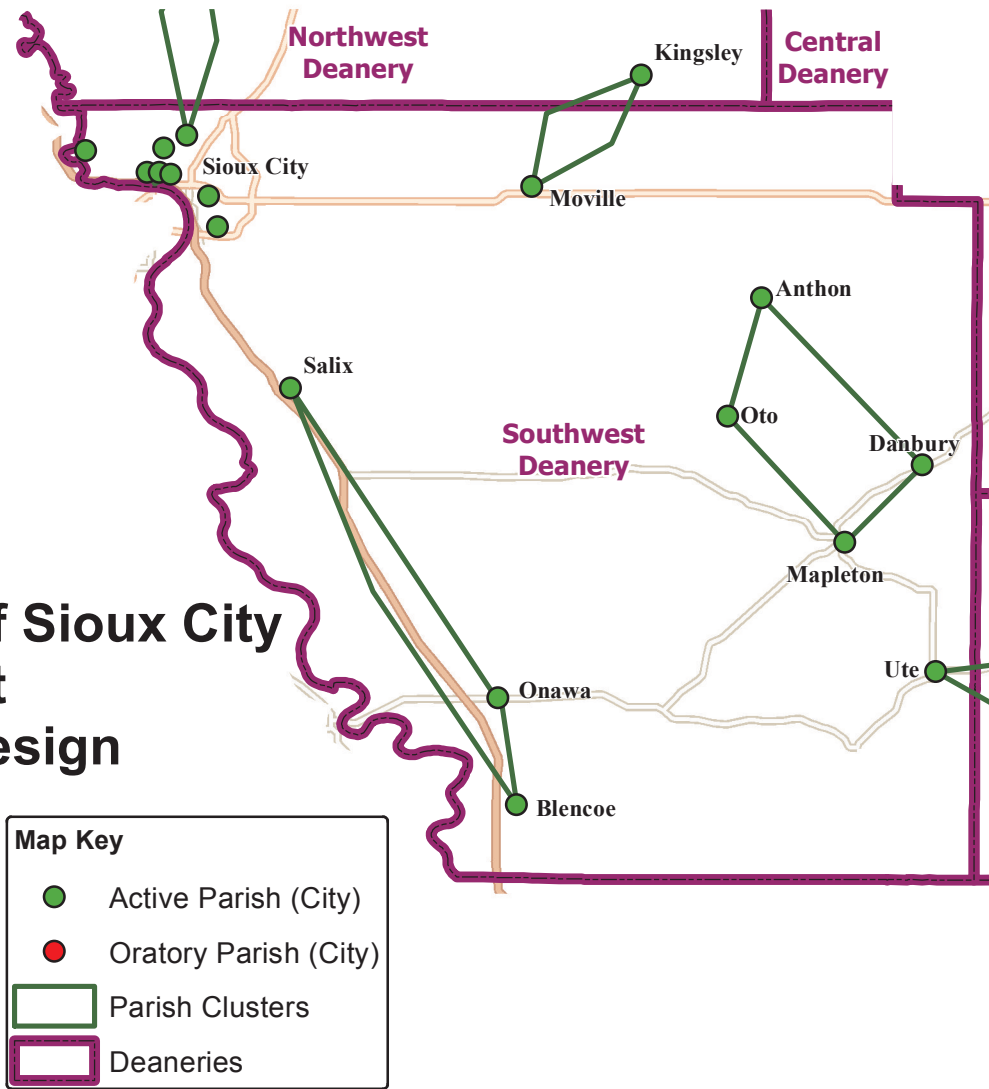 Northwest
Deanery
Central
Deanery
Kingsley
Sioux City
Moville
Anthon
Salix
Oto
Southwest
Deanery
Danbury
Mapleton
f Sioux City
Ute
Onawa
t
esign
Blencoe
Map Key
Active Parish (City)
Oratory Parish (City)
Parish Clusters
Deaneries